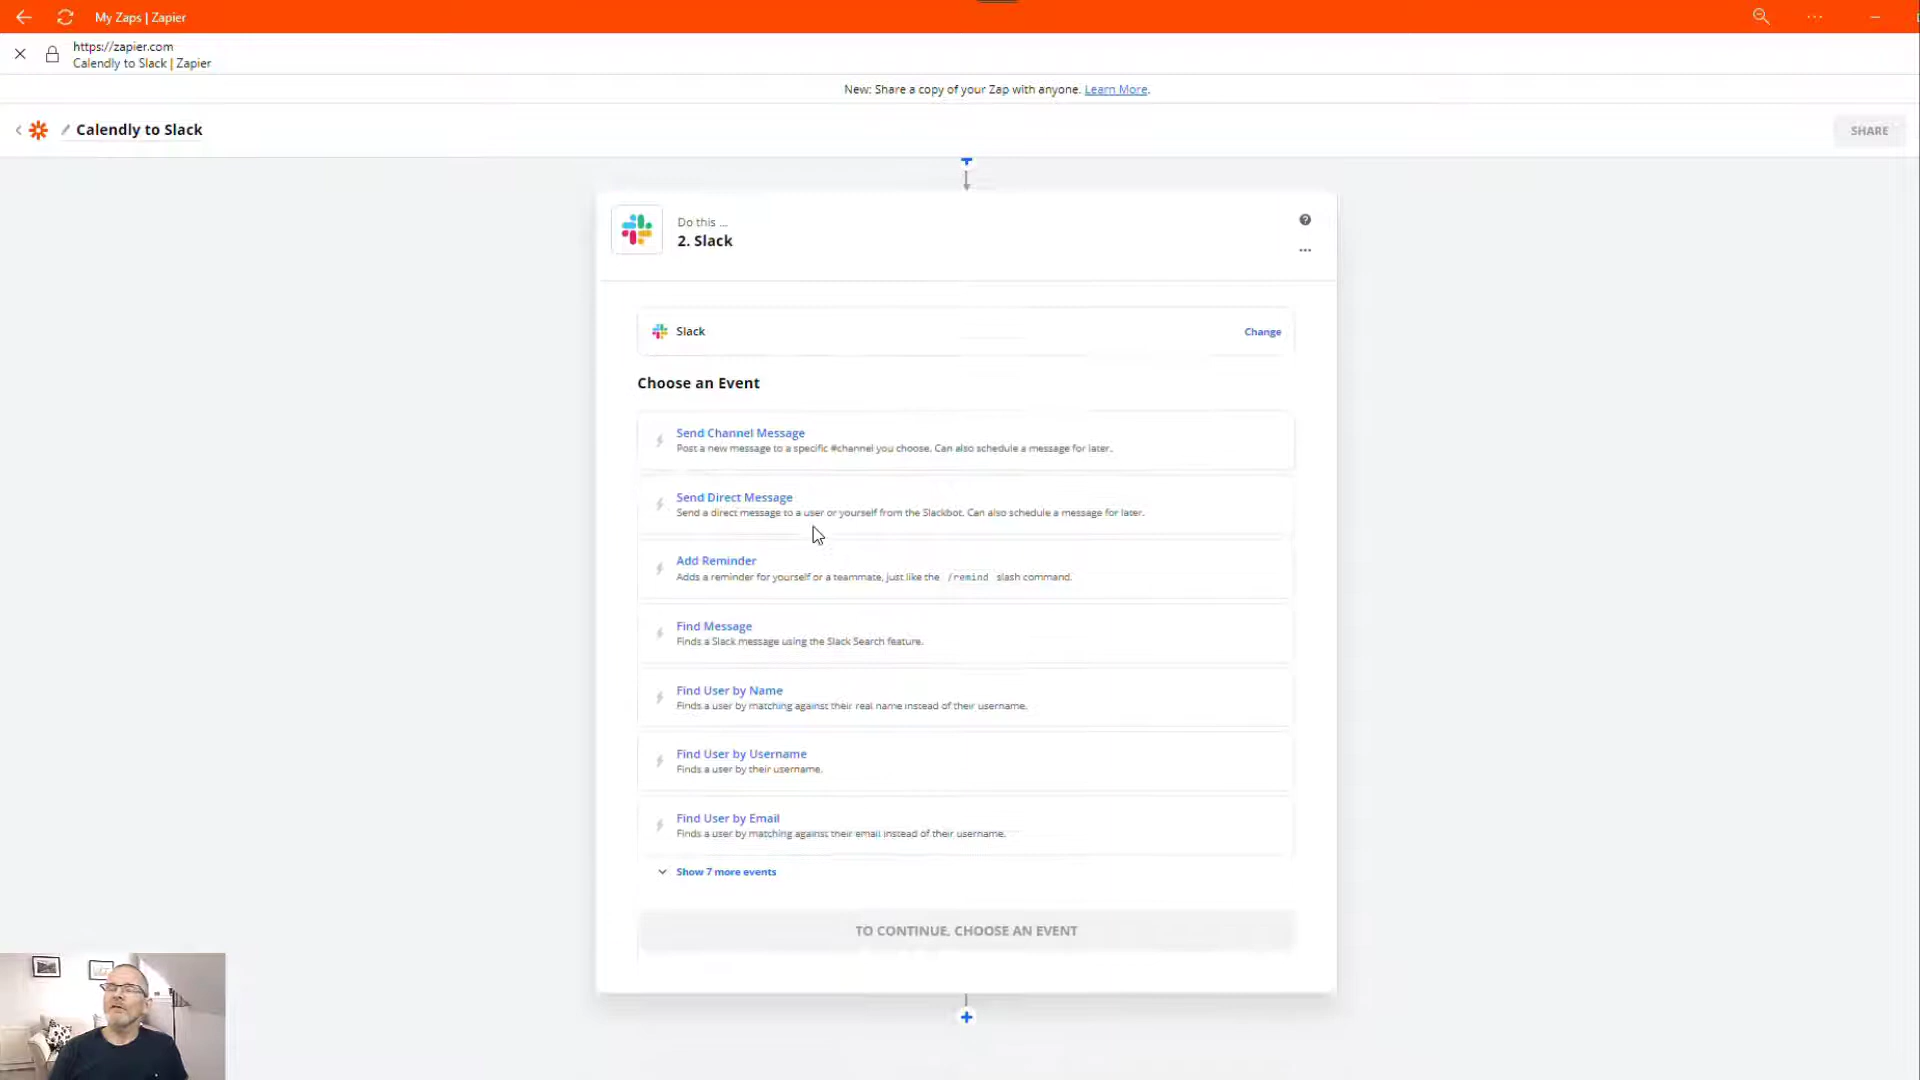 My Zaps | Zapier
https://zapier.com
Calendly to Slack | Zapier
New: Share a copy of your Zap with anyone. Learn More.
Calendly to Slack
SHARE
Do this ...
2. Slack
Slack
Change
Choose an Event
Send Channel Message
Post a new message to a specific #channel you choose. Can also schedule a message for later.
Send Direct Message
Send a direct message to a user or yourself from the Slackbot. Can also schedule a message for later.
Add Reminder
Adds a reminder for yourself or a teammate, just like the /remind slash command.
Find Message
Finds a Slack message using the Slack Search feature.
Find User by Name
Finds a user by matching against their real name instead of their username.
Find User by Username
Finds a user by their username.
Find User by Email
Finds a user by matching against their email instead of their username.
Show 7 more events
TO CONTINUE, CHOOSE AN EVENT